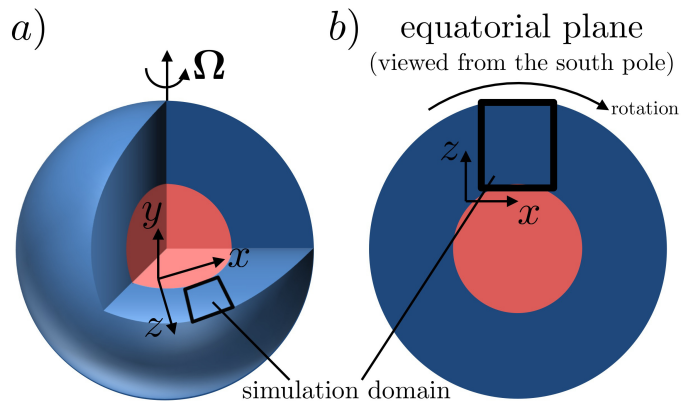 a)
Ω
y
x
z
b)
equatorial plane
(viewed from the south pole)
rotation
z
x
simulation domain